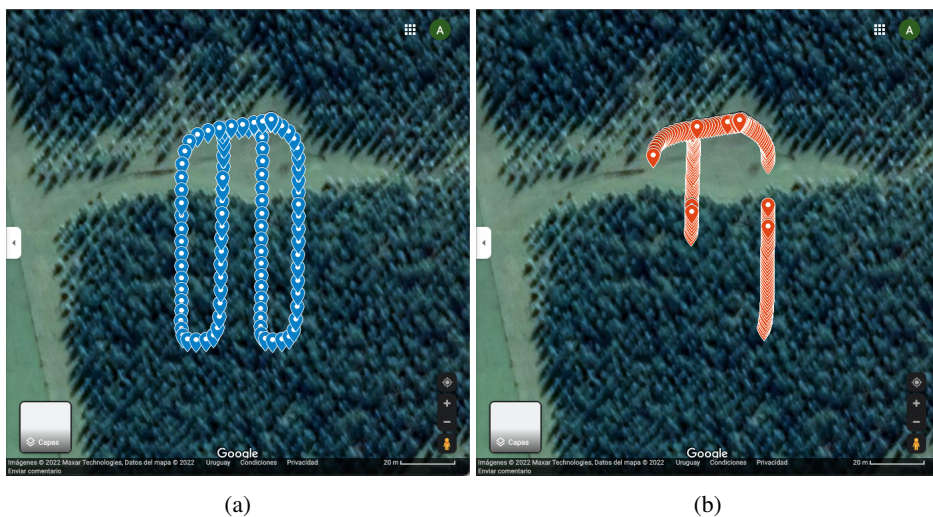 A
Capas
Google
Imágenes © 2022 Maxar Technologies, Datos del mapa © 2022 Uruguay Condiciones Privacidad 20 m
Enviar comentario
(a)
A
Capas
Google
Imágenes © 2022 Maxar Technologies, Datos del mapa © 2022 Uruguay Condiciones Privacidad 20 m
Enviar comentario
(b)